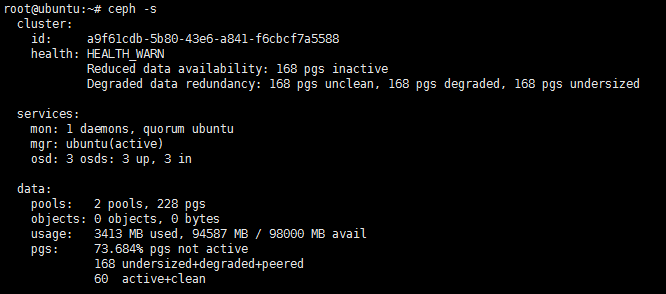 root@ubuntu:~# ceph -s
  cluster:
    id:     a9f61cdb-5b80-43e6-a841-f6cbcf7a5588
    health: HEALTH_WARN
            Reduced data availability: 168 pgs inactive
            Degraded data redundancy: 168 pgs unclean, 168 pgs degraded, 168 pgs undersized

  services:
    mon: 1 daemons, quorum ubuntu
    mgr: ubuntu(active)
    osd: 3 osds: 3 up, 3 in

  data:
    pools:   2 pools, 228 pgs
    objects: 0 objects, 0 bytes
    usage:   3413 MB used, 94587 MB / 98000 MB avail
    pgs:     73.684% pgs not active
             168 undersized+degraded+peered
             60  active+clean